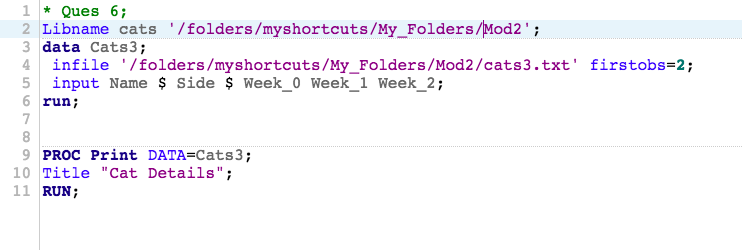 1 * Ques 6;
2 Libname cats '/folders/myshortcuts/My_Folders/Mod2';
3 data Cats3;
4 infile '/folders/myshortcuts/My_Folders/Mod2/cats3.txt' firstobs=2;
5 input Name $ Side $ Week_0 Week_1 Week_2;
6 run;
7
8
9 PROC Print DATA=Cats3;
10 Title "Cat Details";
11 RUN;